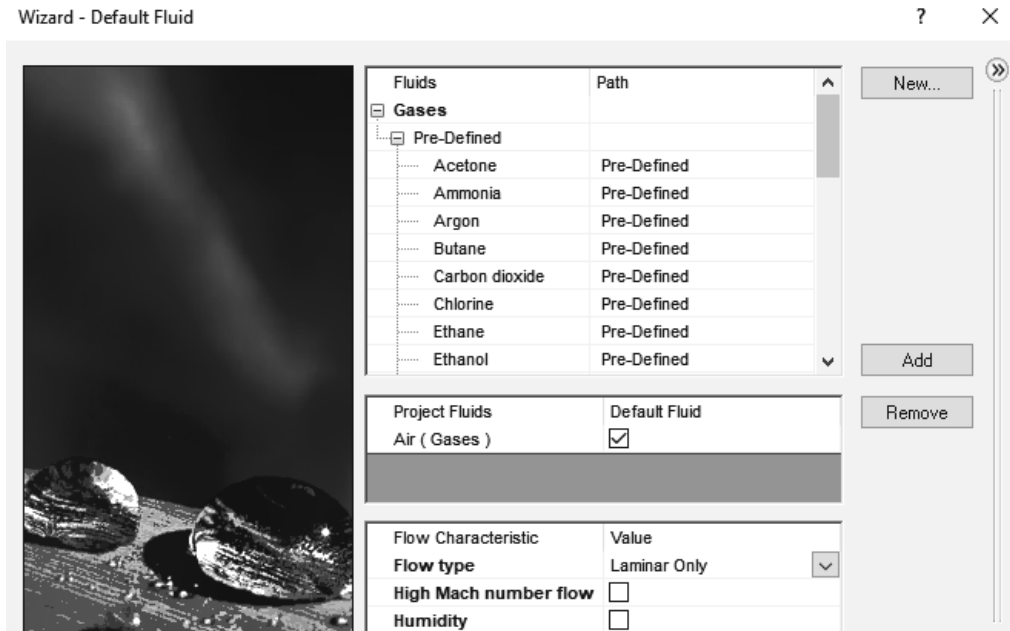 Wizard - Default Fluid ? ×
Fluids Path
Gases
Pre-Defined
Acetone Pre-Defined
Ammonia Pre-Defined
Argon Pre-Defined
Butane Pre-Defined
Carbon dioxide Pre-Defined
Chlorine Pre-Defined
Ethane Pre-Defined
Ethanol Pre-Defined
New...
Add
Project Fluids Default Fluid
Air ( Gases )
Remove
Flow Characteristic Value
Flow type Laminar Only
High Mach number flow
Humidity